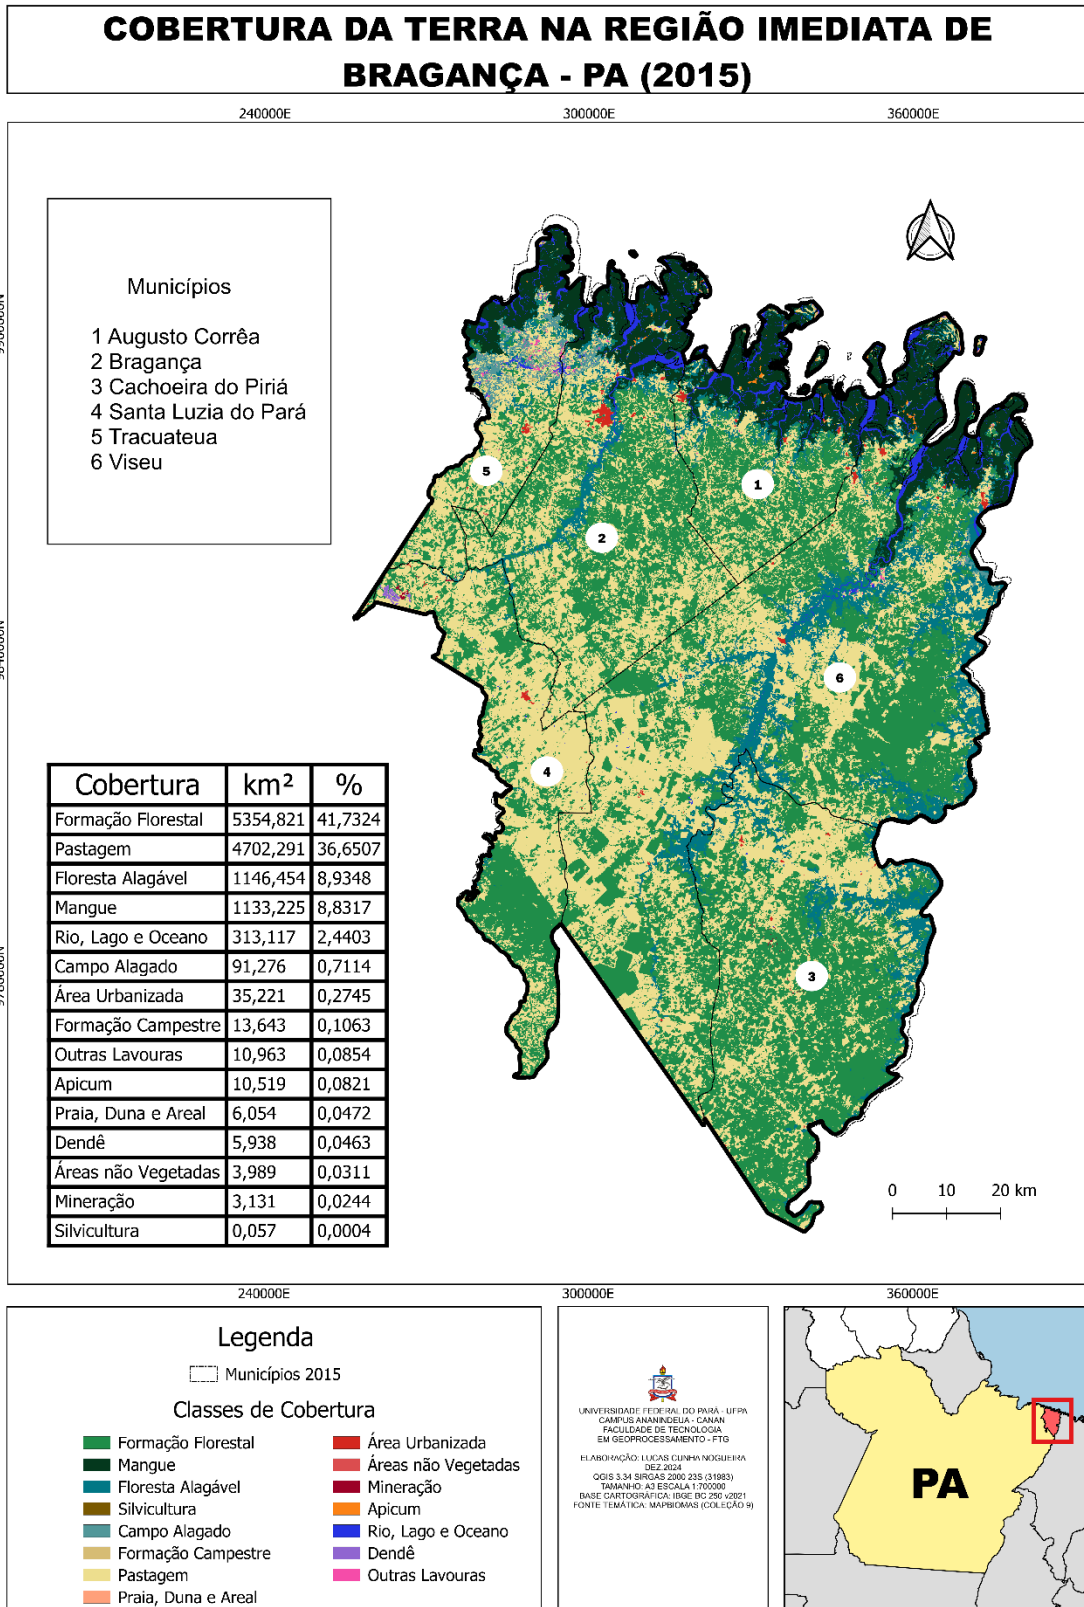 COBERTURA DA TERRA NA REGIÃO IMEDIATA DE
BRAGANÇA - PA (2015)
240000E
300000E
360000E
Municípios
1 Augusto Corrêa
2 Bragança
3 Cachoeira do Piriá
4 Santa Luzia do Pará
5 Tracuateua
6 Viseu
5
1
2
6
4
3
Cobertura km² %
Formação Florestal 5354,821 41,7324
Pastagem 4702,291 36,6507
Floresta Alagável 1146,454 8,9348
Mangue 1133,225 8,8317
Rio, Lago e Oceano 313,117 2,4403
Campo Alagado 91,276 0,7114
Área Urbanizada 35,221 0,2745
Formação Campestre 13,643 0,1063
Outras Lavouras 10,963 0,0854
Apicum 10,519 0,0821
Praia, Duna e Areal 6,054 0,0472
Dendê 5,938 0,0463
Áreas não Vegetadas 3,989 0,0311
Mineração 3,131 0,0244
Silvicultura 0,057 0,0004
0 10 20 km
240000E
300000E
360000E
Legenda
Municípios 2015
Classes de Cobertura
Formação Florestal
Mangue
Floresta Alagável
Silvicultura
Campo Alagado
Formação Campestre
Pastagem
Praia, Duna e Areal
Área Urbanizada
Áreas não Vegetadas
Mineração
Apicum
Rio, Lago e Oceano
Dendê
Outras Lavouras
UNIVERSIDADE FEDERAL DO PARÁ - UFPA
CAMPUS ANANINDEUA - CANAN
FACULDADE DE TECNOLOGIA
EM GEOPROCESSAMENTO - FTG
ELABORAÇÃO: LUCAS CUNHA NOGUEIRA
DEZ.2024
QGIS 3.34 SIRGAS 2000 23S (31983)
TAMANHO: A3 ESCALA 1:700000
BASE CARTOGRÁFICA: IBGE BC 250 v2021
FONTE TEMÁTICA: MAPBIOMAS (COLEÇÃO 9)
PA